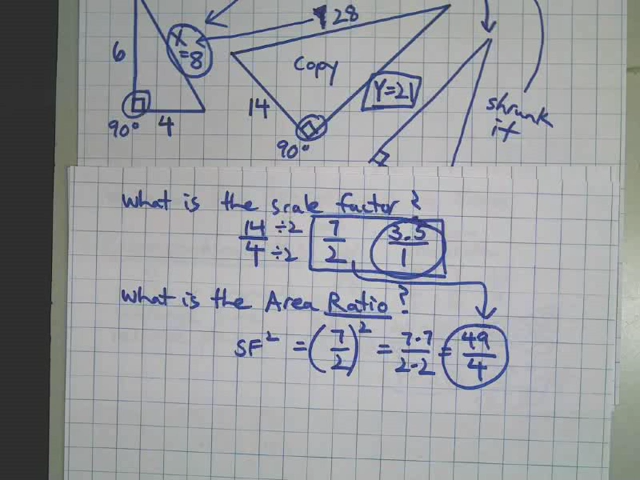 28
6
X
=8
Copy
14
Y=21
shrunk
it
90°
4
90°
What is the scale factor?
14 ÷2
4 ÷2
7
2
3.5
1
What is the Area Ratio?
SF² = (7/2)² = 7·7/2·2 = 49/4